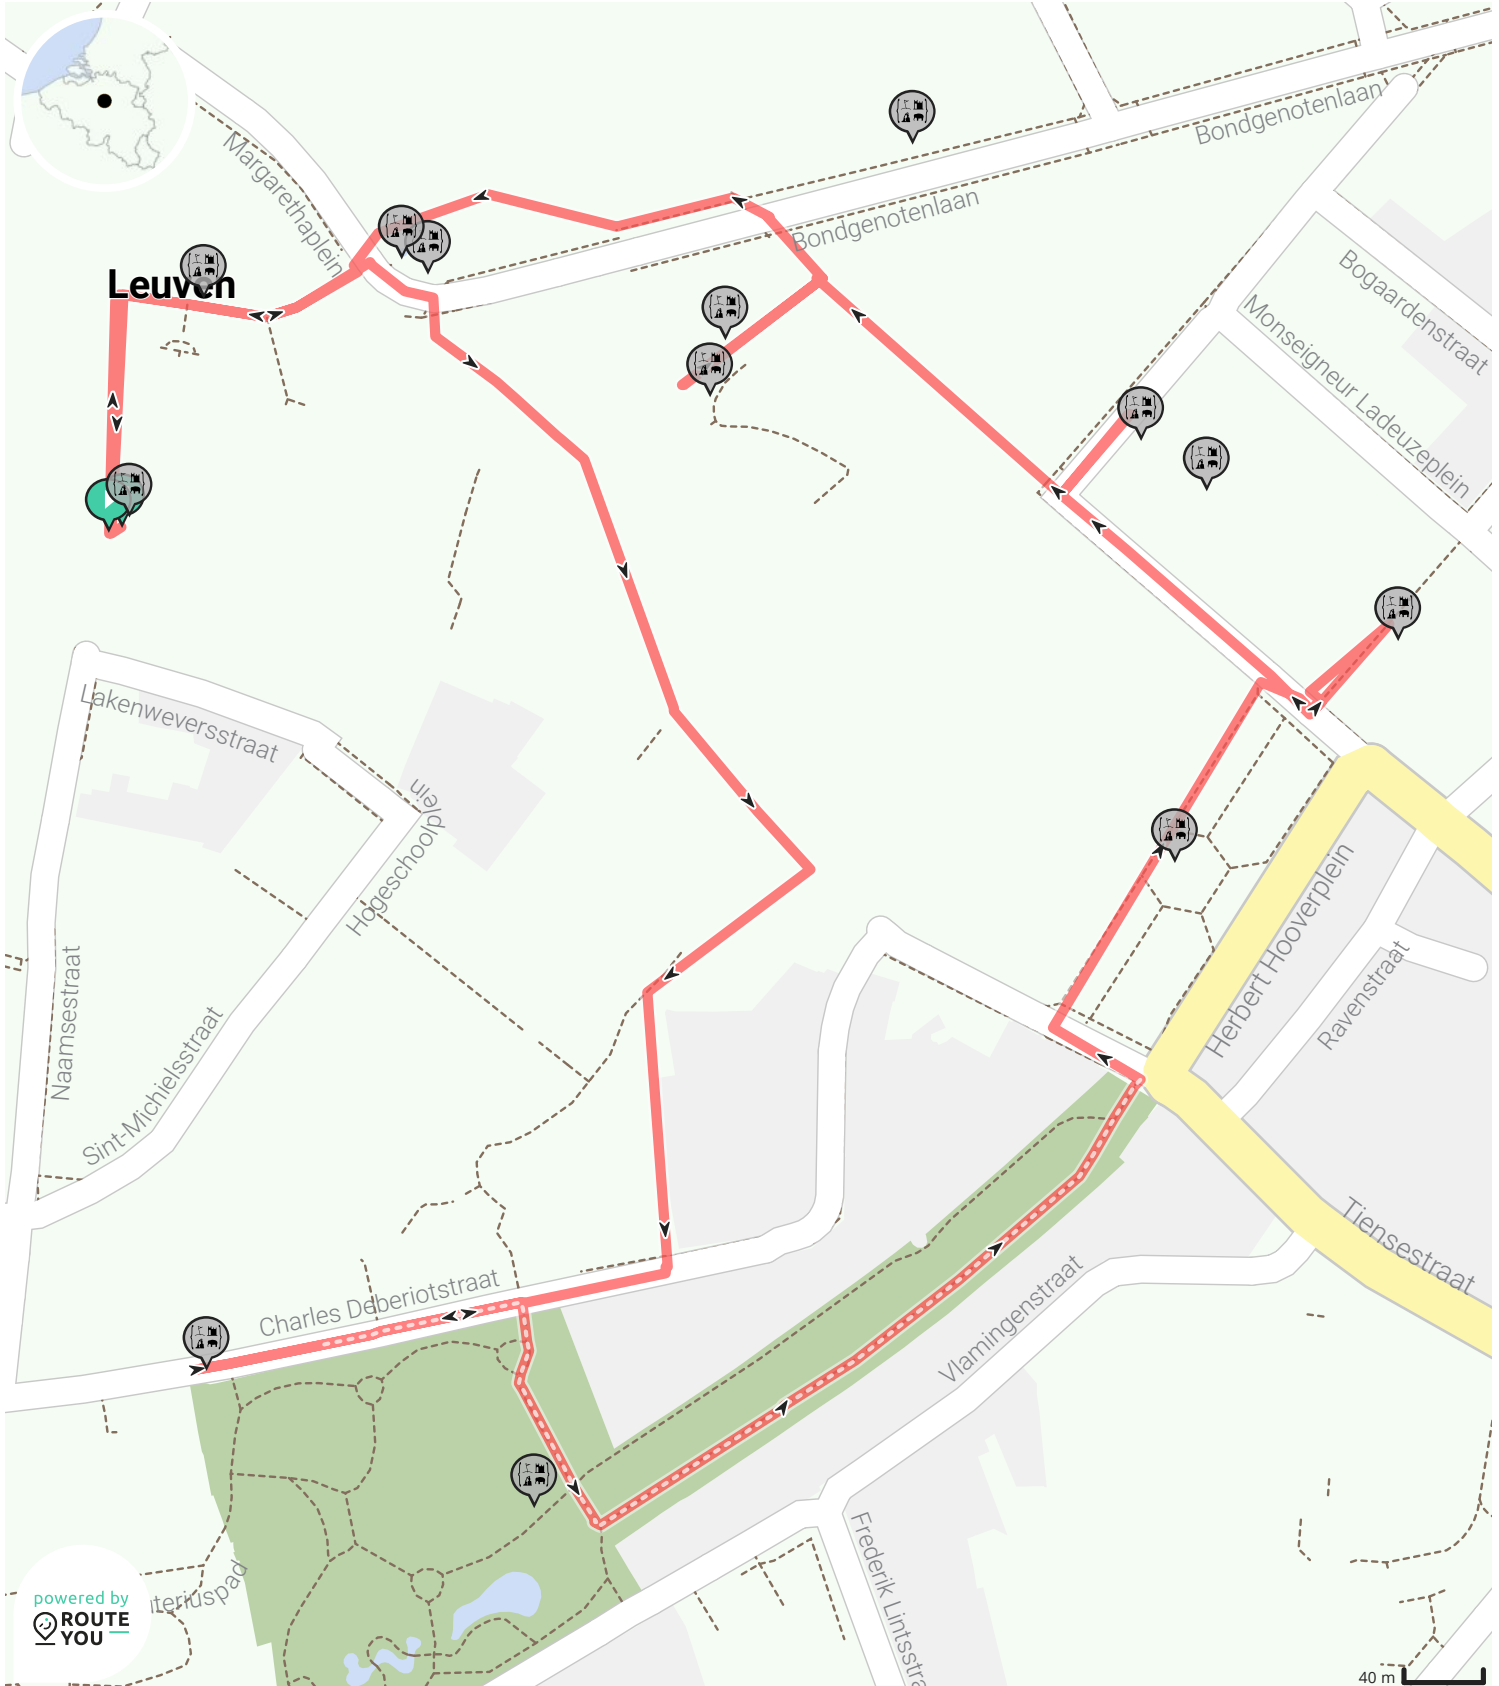 Bondgenotenlaan
Margarethaplein
Bondgenotenlaan
Leuven
Bogaardenstraat
Monseigneur Ladeuzeplein
Lakenweversstraat
Hogeschoolplein
Herbert Hooverplein
Naamsestraat
Ravenstraat
Sint-Michielsstraat
Tiensestraat
Charles Deberiotstraat
Vlamingenstraat
Frederik Lintsstra
uteriuspad
powered by
ROUTE
YOU
40 m